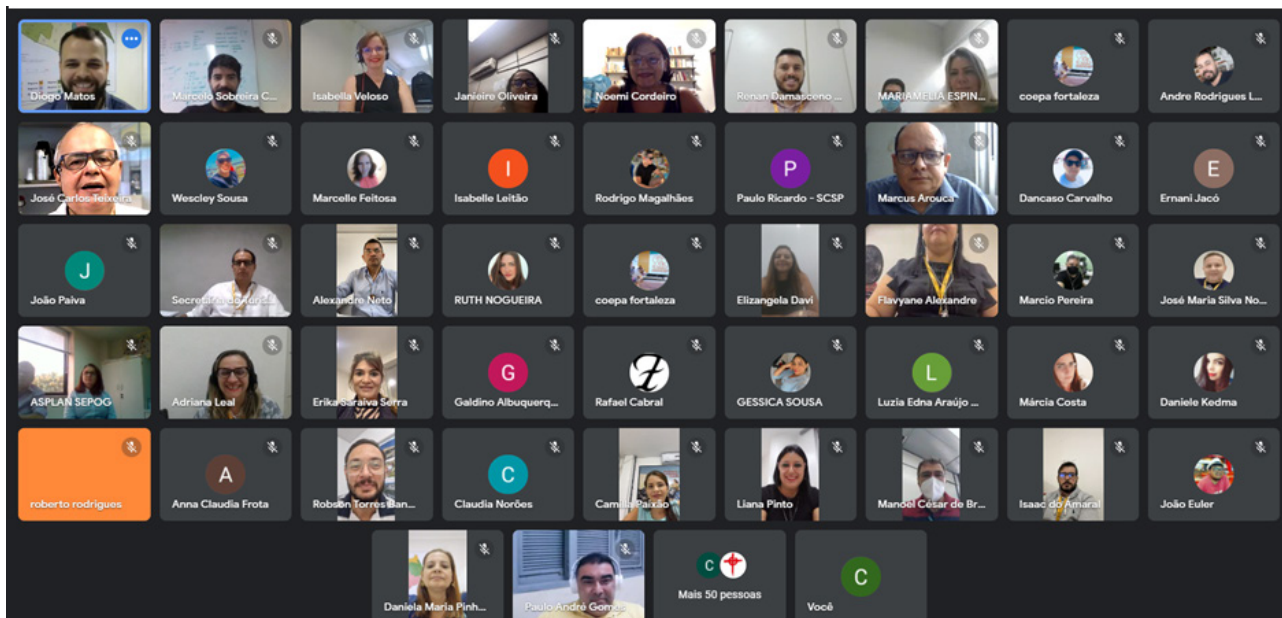 Diogo Matos
Marcelo Sobreira C...
Isabella Veloso
Janieire Oliveira
Noemi Cordeiro
Renan Damasceno ...
MARIAMELIA ESPIN...
coepa fortaleza
Andre Rodrigues L...
José Carlos Teixeira
Wescley Sousa
Marcelle Feitosa
I
Isabelle Leitão
Rodrigo Magalhães
P
Paulo Ricardo - SCSP
Marcus Arouca
Dancaso Carvalho
E
Ernani Jacó
J
João Paiva
Secretaria do Turis...
Alexandre Neto
RUTH NOGUEIRA
coepa fortaleza
Elizangela Davi
Flavyane Alexandre
Marcio Pereira
José Maria Silva No...
ASPLAN SEPOG
Adriana Leal
Erika Saraiva Serra
G
Galdino Albuquerq...
Rafael Cabral
GESSICA SOUSA
L
Luzia Edna Araújo ...
Márcia Costa
Daniele Kedma
roberto rodrigues
A
Anna Claudia Frota
Robson Torres Ban...
C
Claudia Norões
Camila Paixão
Liana Pinto
Manoel César de Br...
Isaac do Amaral
João Euler
Daniela Maria Pinh...
Paulo André Gomes
C
Mais 50 pessoas
C
Você